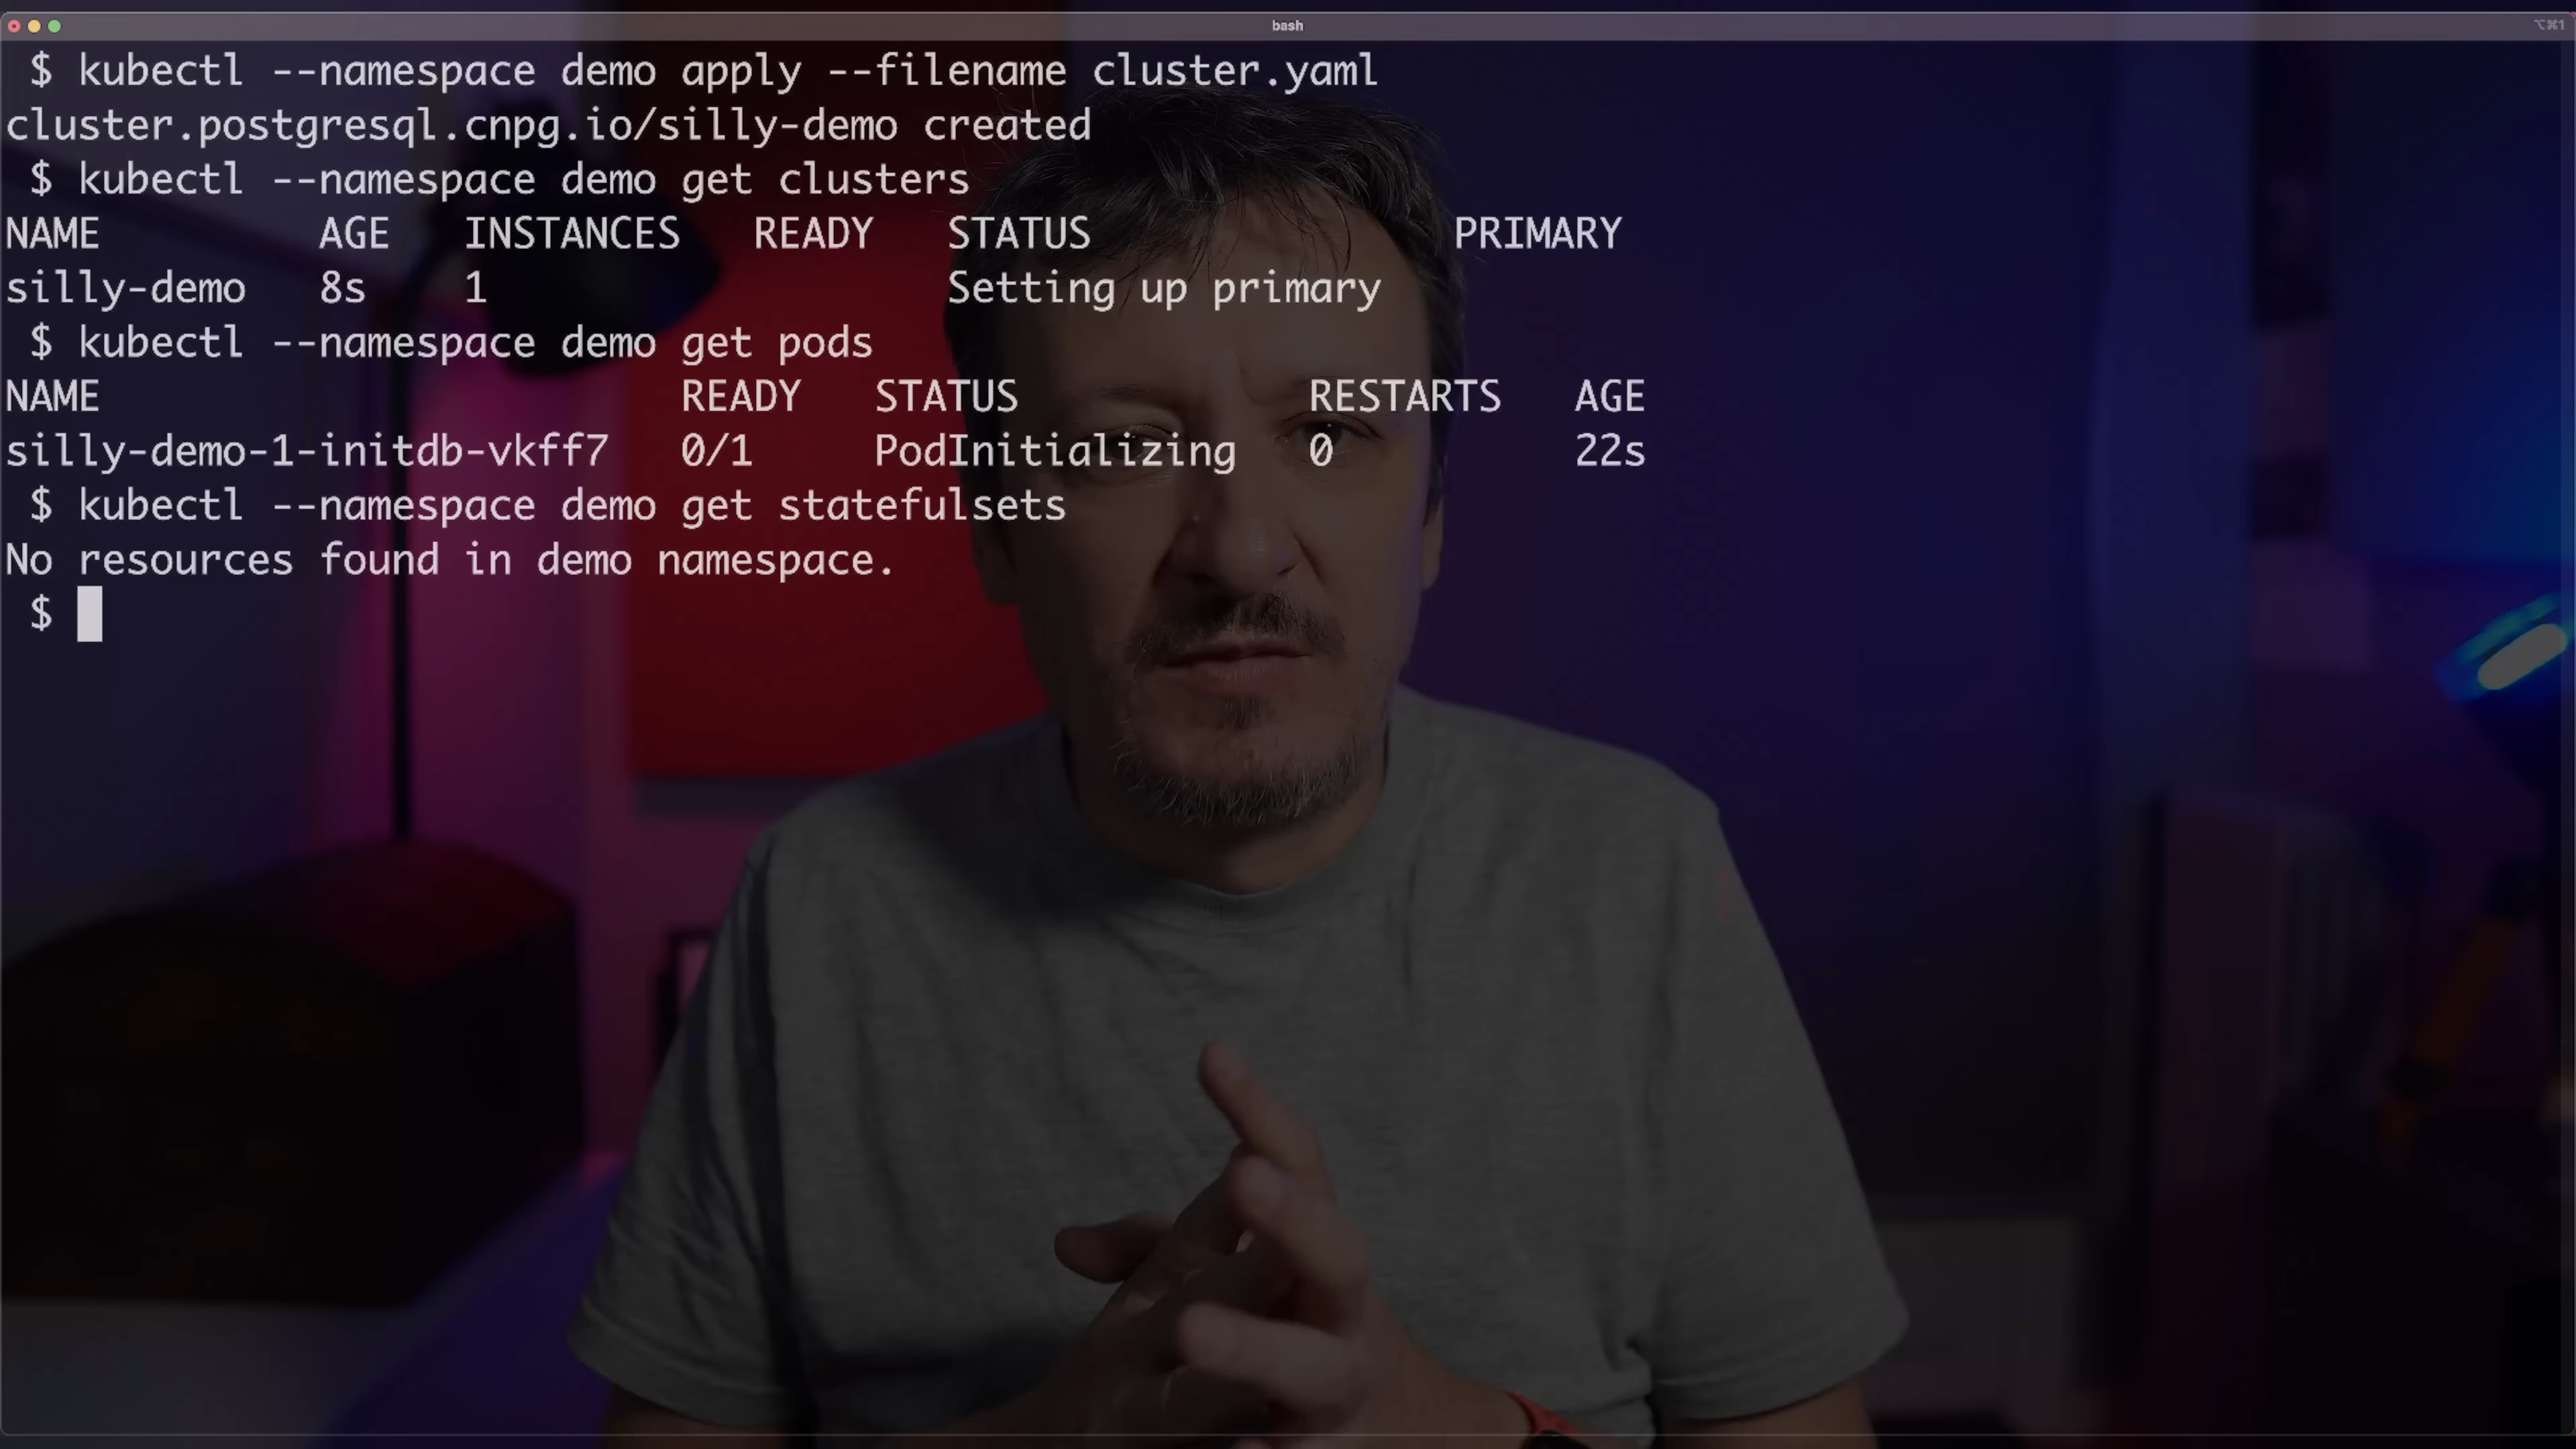 bash
⌥⌘1
$ kubectl --namespace demo apply --filename cluster.yaml
cluster.postgresql.cnpg.io/silly-demo created
$ kubectl --namespace demo get clusters
NAME AGE INSTANCES READY STATUS PRIMARY
silly-demo 8s 1 Setting up primary
$ kubectl --namespace demo get pods
NAME READY STATUS RESTARTS AGE
silly-demo-1-initdb-vkff7 0/1 PodInitializing 0 22s
$ kubectl --namespace demo get statefulsets
No resources found in demo namespace.
$